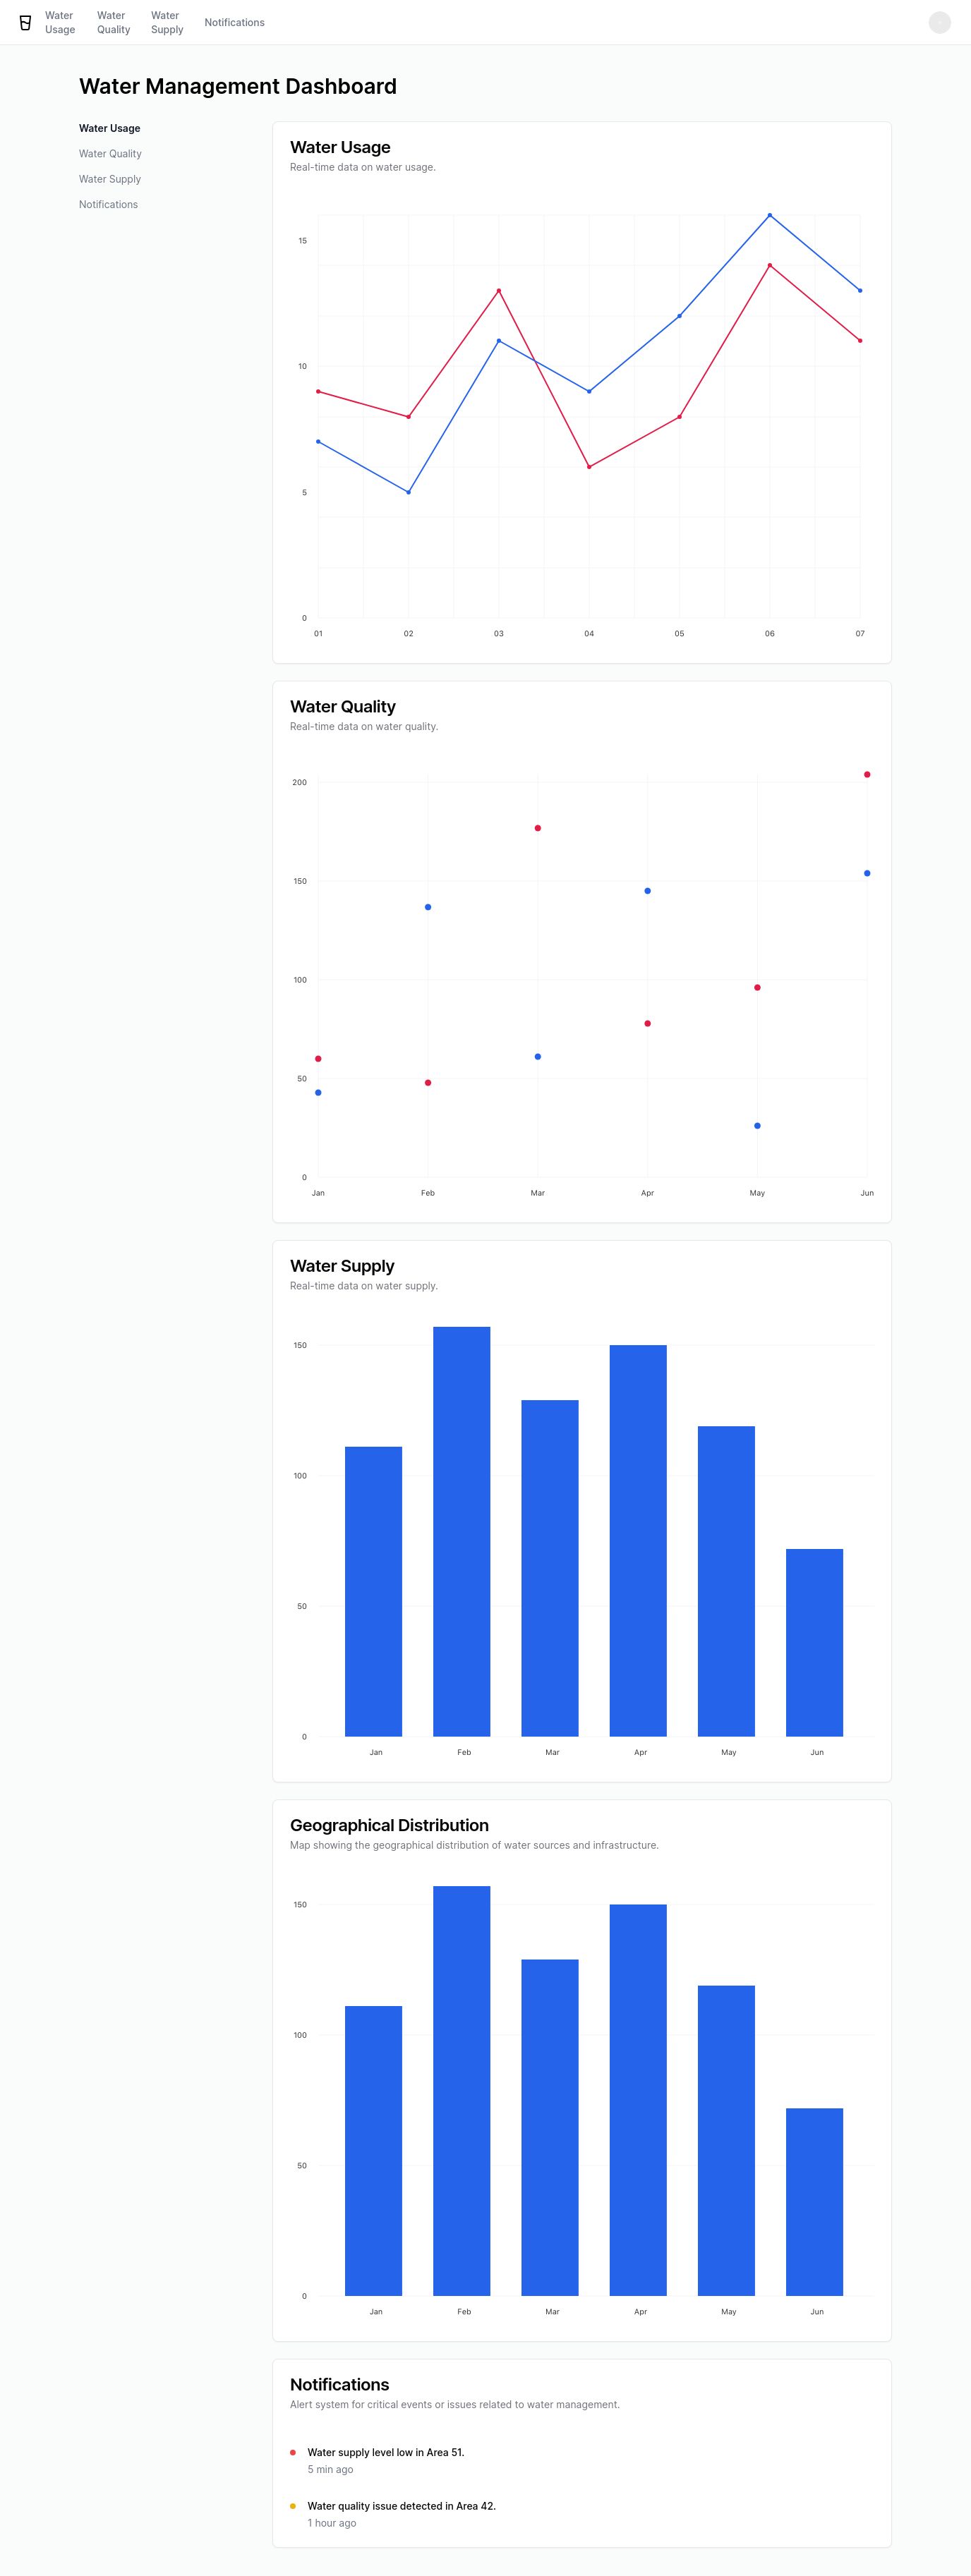 Water
Usage
Water
Quality
Water
Supply
Notifications
Water Management Dashboard
Water Usage
Water Quality
Water Supply
Notifications
Water Usage
Real-time data on water usage.
15
10
5
0
01 02 03 04 05 06 07
Water Quality
Real-time data on water quality.
200
150
100
50
0
Jan Feb Mar Apr May Jun
Water Supply
Real-time data on water supply.
150
100
50
0
Jan Feb Mar Apr May Jun
Geographical Distribution
Map showing the geographical distribution of water sources and infrastructure.
150
100
50
0
Jan Feb Mar Apr May Jun
Notifications
Alert system for critical events or issues related to water management.
Water supply level low in Area 51.
5 min ago
Water quality issue detected in Area 42.
1 hour ago